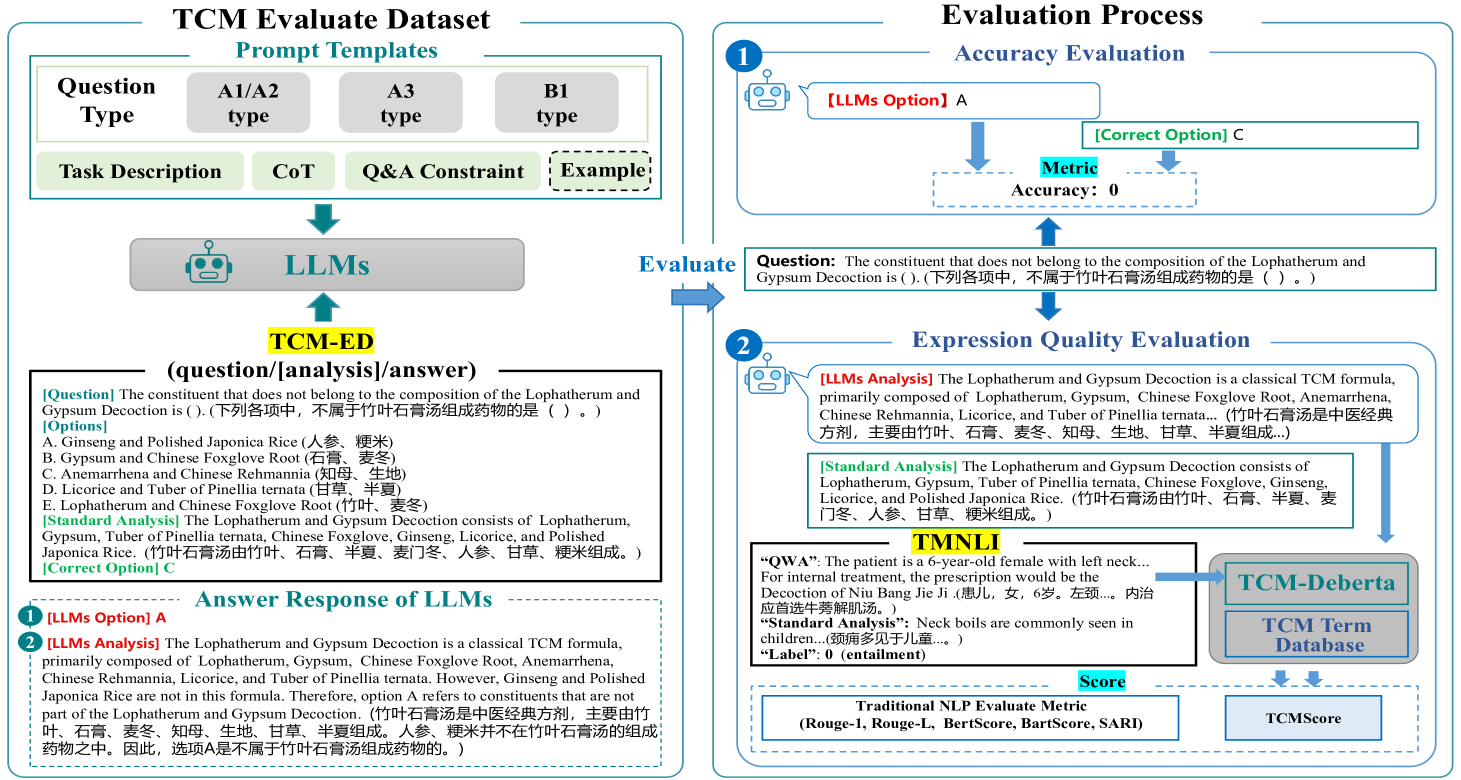 TCM Evaluate Dataset
Prompt Templates
Question
Type
A1/A2
type
A3
type
B1
type
Task Description
CoT
Q&A Constraint
Example
LLMs
TCM-ED
(question/[analysis]/answer)
[Question] The constituent that does not belong to the composition of the Lophatherum and
Gypsum Decoction is ( ). (下列各项中，不属于竹叶石膏汤组成药物的是（ ）。)
[Options]
A. Ginseng and Polished Japonica Rice (人参、粳米)
B. Gypsum and Chinese Foxglove Root (石膏、麦冬)
C. Anemarrhena and Chinese Rehmannia (知母、生地)
D. Licorice and Tuber of Pinellia ternata (甘草、半夏)
E. Lophatherum and Chinese Foxglove Root (竹叶、麦冬)
[Standard Analysis] The Lophatherum and Gypsum Decoction consists of Lophatherum,
Gypsum, Tuber of Pinellia ternata, Chinese Foxglove, Ginseng, Licorice, and Polished
Japonica Rice. (竹叶石膏汤由竹叶、石膏、半夏、麦门冬、人参、甘草、粳米组成。)
[Correct Option] C
Answer Response of LLMs
1 [LLMs Option] A
2 [LLMs Analysis] The Lophatherum and Gypsum Decoction is a classical TCM formula,
primarily composed of Lophatherum, Gypsum, Chinese Foxglove Root, Anemarrhena,
Chinese Rehmannia, Licorice, and Tuber of Pinellia ternata. However, Ginseng and Polished
Japonica Rice are not in this formula. Therefore, option A refers to constituents that are not
part of the Lophatherum and Gypsum Decoction. (竹叶石膏汤是中医经典方剂，主要由竹
叶、石膏、麦冬、知母、生地、甘草、半夏组成。人参、粳米并不在竹叶石膏汤的组成
药物之中。因此，选项A是不属于竹叶石膏汤组成药物的。)
Evaluate
Evaluation Process
1
Accuracy Evaluation
【LLMs Option】A
[Correct Option] C
Metric
Accuracy：0
Question: The constituent that does not belong to the composition of the Lophatherum and
Gypsum Decoction is ( ). (下列各项中，不属于竹叶石膏汤组成药物的是（ ）。)
2
Expression Quality Evaluation
[LLMs Analysis] The Lophatherum and Gypsum Decoction is a classical TCM formula,
primarily composed of Lophatherum, Gypsum, Chinese Foxglove Root, Anemarrhena,
Chinese Rehmannia, Licorice, and Tuber of Pinellia ternata... (竹叶石膏汤是中医经典
方剂，主要由竹叶、石膏、麦冬、知母、生地、甘草、半夏组成...)
[Standard Analysis] The Lophatherum and Gypsum Decoction consists of
Lophatherum, Gypsum, Tuber of Pinellia ternata, Chinese Foxglove, Ginseng,
Licorice, and Polished Japonica Rice. (竹叶石膏汤由竹叶、石膏、半夏、麦
门冬、人参、甘草、粳米组成。)
TMNLI
“QWA”: The patient is a 6-year-old female with left neck...
For internal treatment, the prescription would be the
Decoction of Niu Bang Jie Ji .(患儿，女，6岁。左颈...。内治
应首选牛蒡解肌汤。)
“Standard Analysis”: Neck boils are commonly seen in
children...(颈痈多见于儿童...。)
“Label”: 0 (entailment)
TCM-Deberta
TCM Term
Database
Score
Traditional NLP Evaluate Metric
(Rouge-1, Rouge-L, BertScore, BartScore, SARI)
TCMScore